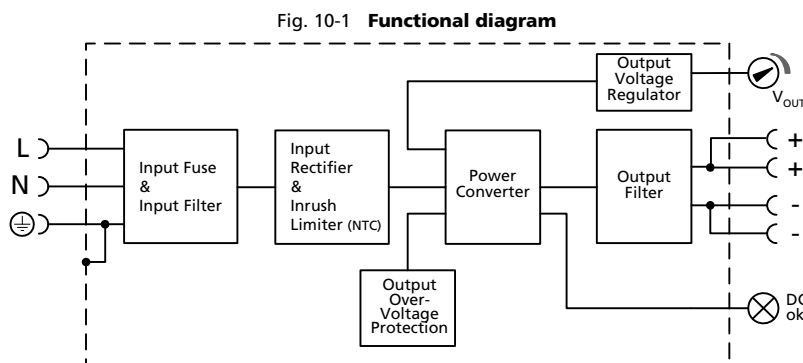 Fig. 10-1 Functional diagram
Output
Voltage
Regulator
VOUT
L
N
Input Fuse
&
Input Filter
Input
Rectifier
&
Inrush
Limiter (NTC)
Power
Converter
Output
Filter
+
+
-
-
Output
Over-
Voltage
Protection
DC
ok